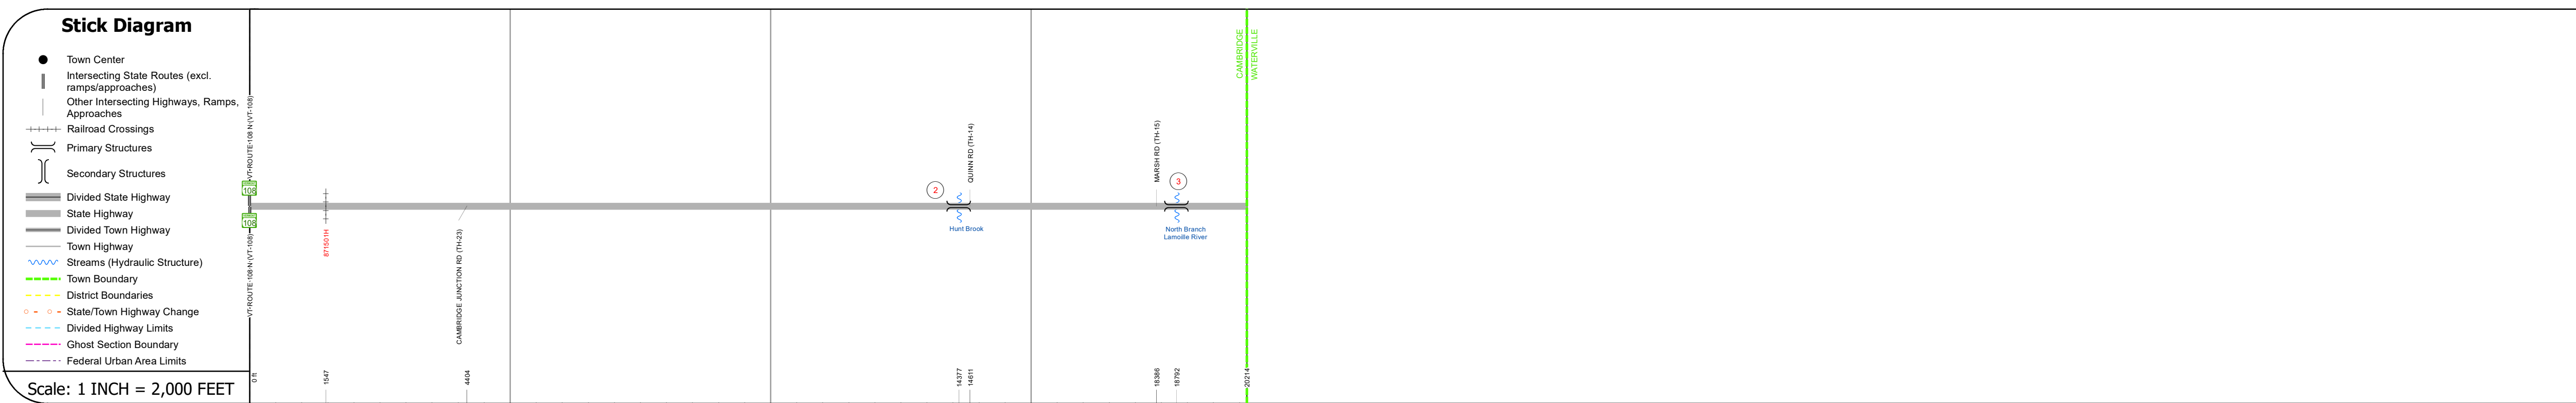 Stick Diagram
Town Center
Intersecting State Routes (excl.
ramps/approaches)
Other Intersecting Highways, Ramps,
Approaches
Railroad Crossings
Primary Structures
Secondary Structures
Divided State Highway
State Highway
Divided Town Highway
Town Highway
Streams (Hydraulic Structure)
Town Boundary
District Boundaries
State/Town Highway Change
Divided Highway Limits
Ghost Section Boundary
Federal Urban Area Limits
Scale: 1 INCH = 2,000 FEET
VT-ROUTE-108 N (VT-108)
108
108
VT-ROUTE-108 N (VT-108)
871501H
CAMBRIDGE JUNCTION RD (TH-23)
2
Hunt Brook
QUINN RD (TH-14)
MARSH RD (TH-15)
3
North Branch
Lamoille River
CAMBRIDGE
WATERVILLE
0 ft
1547
4404
14377
14611
18386
18792
20214